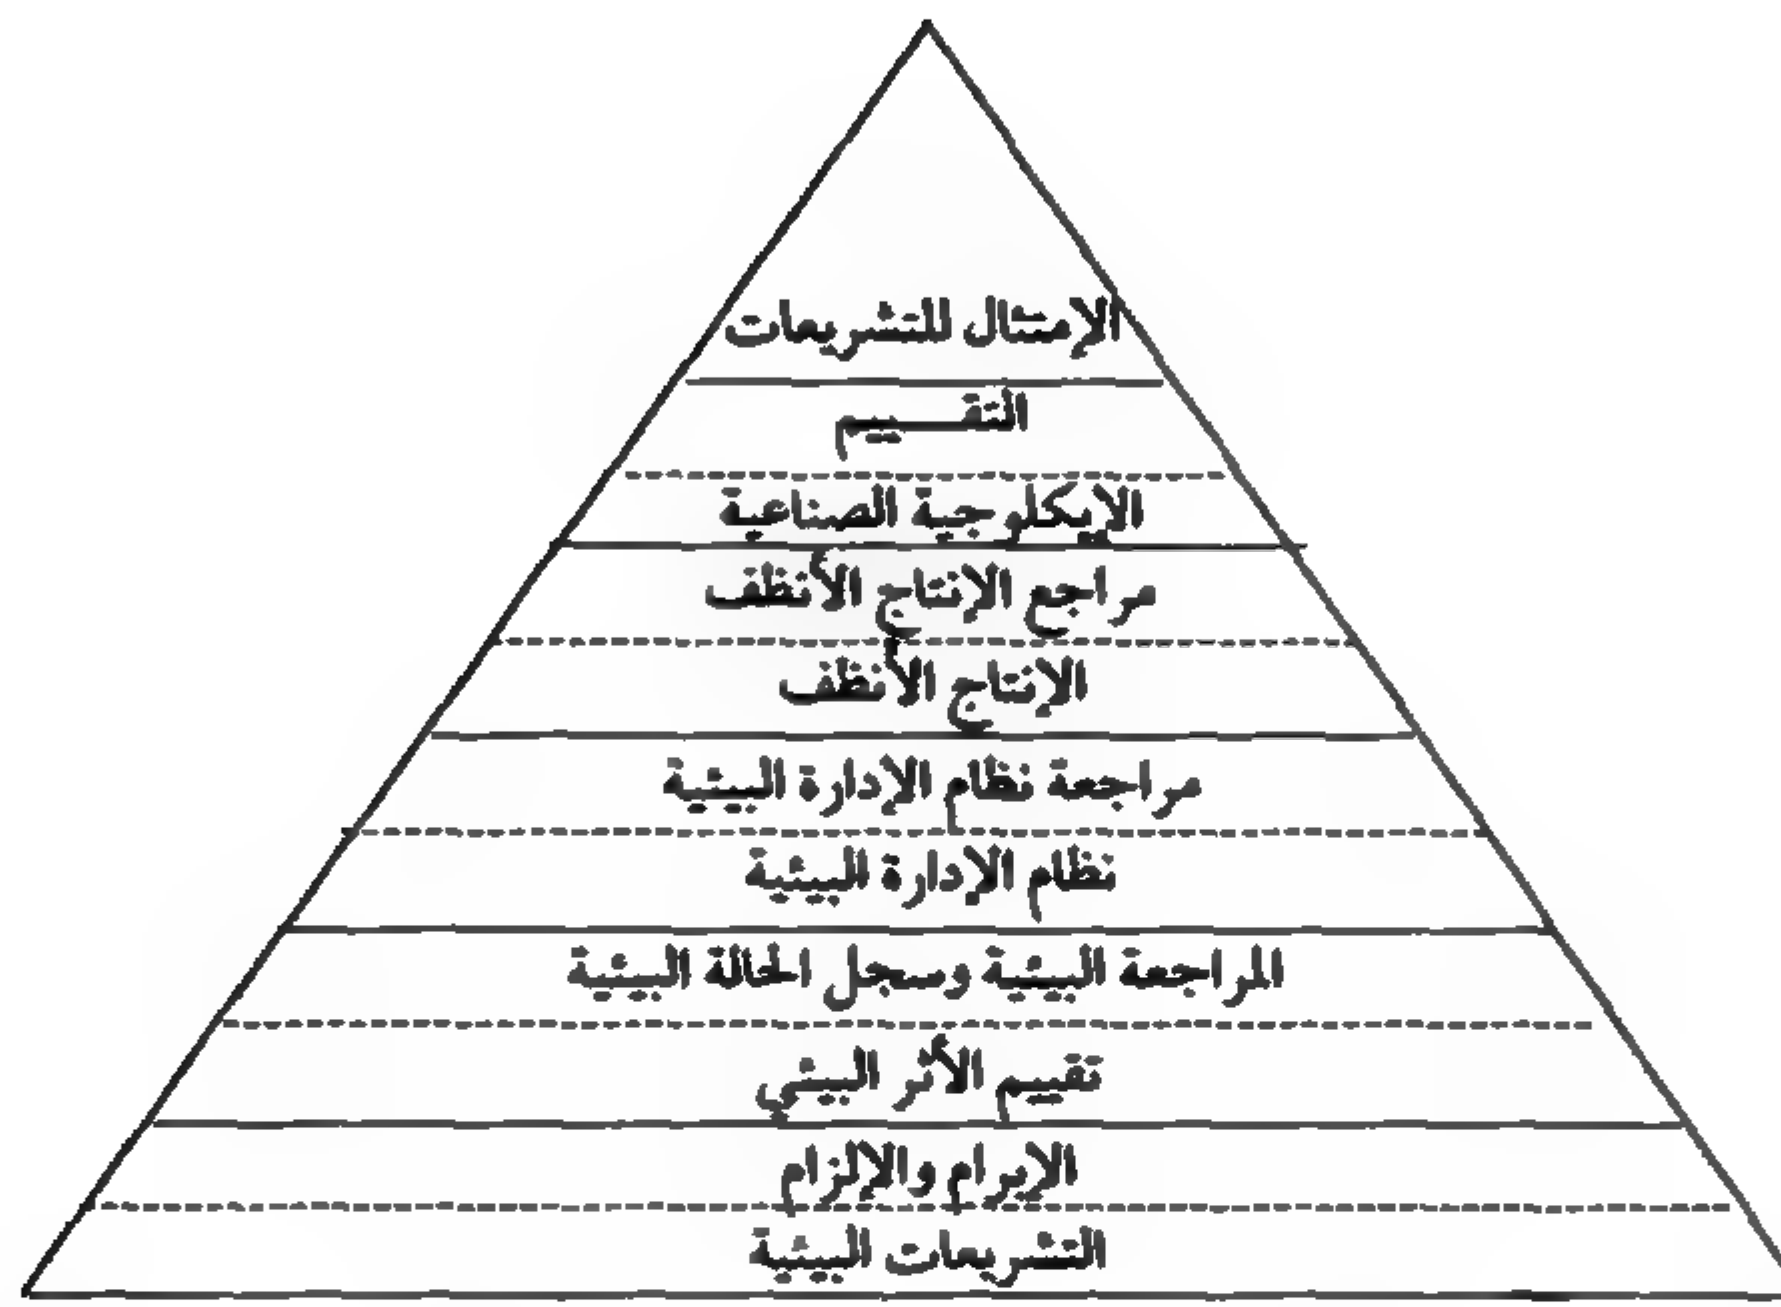 الإمتثال للتشريعات
التقـــييم
الإيكلوجية الصناعية
مراجع الإنتاج الأنظف
الإنتاج الأنظف
مراجعة نظام الإدارة البيئية
نظام الإدارة البيئية
المراجعة البيئية وسجل الحالة البيئية
تقييم الأثر البيئي
الإبرام والإلزام
التشريعات البيئية